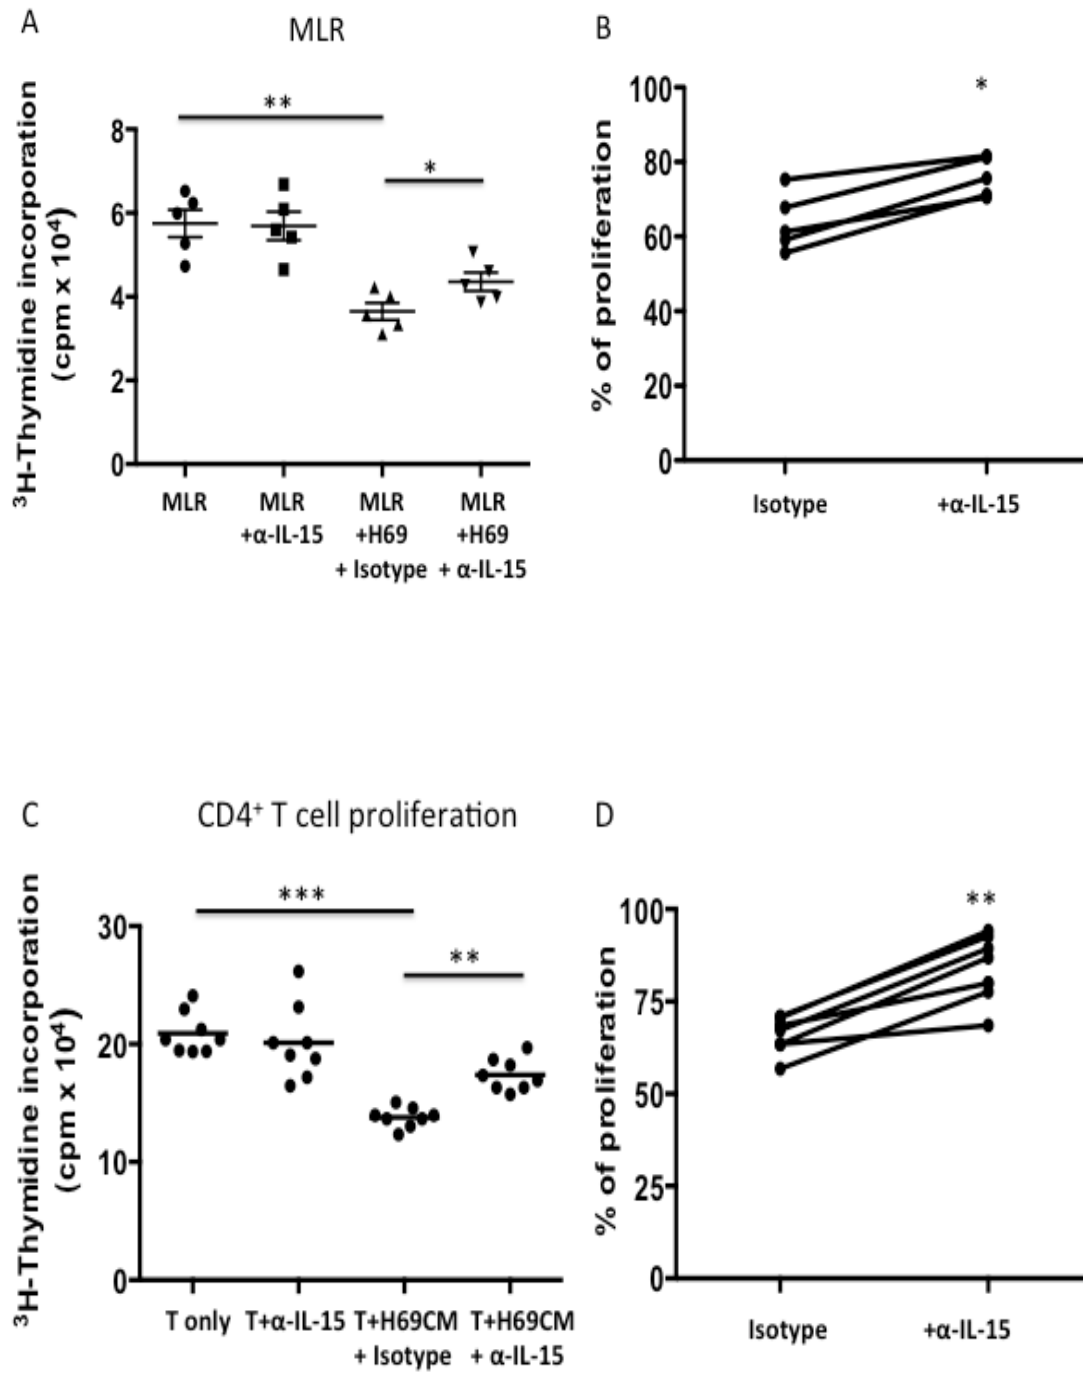 A
MLR
³H-Thymidine incorporation
(cpm x 10⁴)
**
*
8
6
4
2
0
MLR MLR MLR MLR
+α-IL-15 +H69 +H69
+ Isotype + α-IL-15
B
% of proliferation
*
100
80
60
40
20
0
Isotype +α-IL-15
C
CD4⁺ T cell proliferation
³H-Thymidine incorporation
(cpm x 10⁴)
***
**
30
20
10
0
T only T+α-IL-15 T+H69CM T+H69CM
+ Isotype + α-IL-15
D
% of proliferation
**
100
75
50
25
0
Isotype +α-IL-15